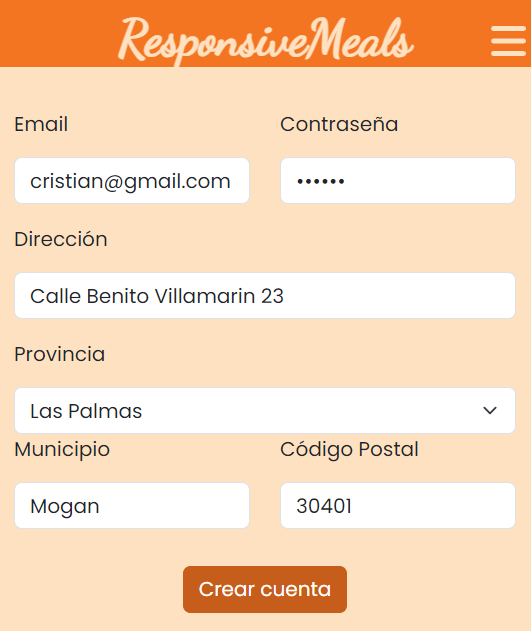 ResponsiveMeals
Email
Contraseña
cristian@gmail.com
••••••
Dirección
Calle Benito Villamarin 23
Provincia
Las Palmas
Municipio
Código Postal
Mogan
30401
Crear cuenta